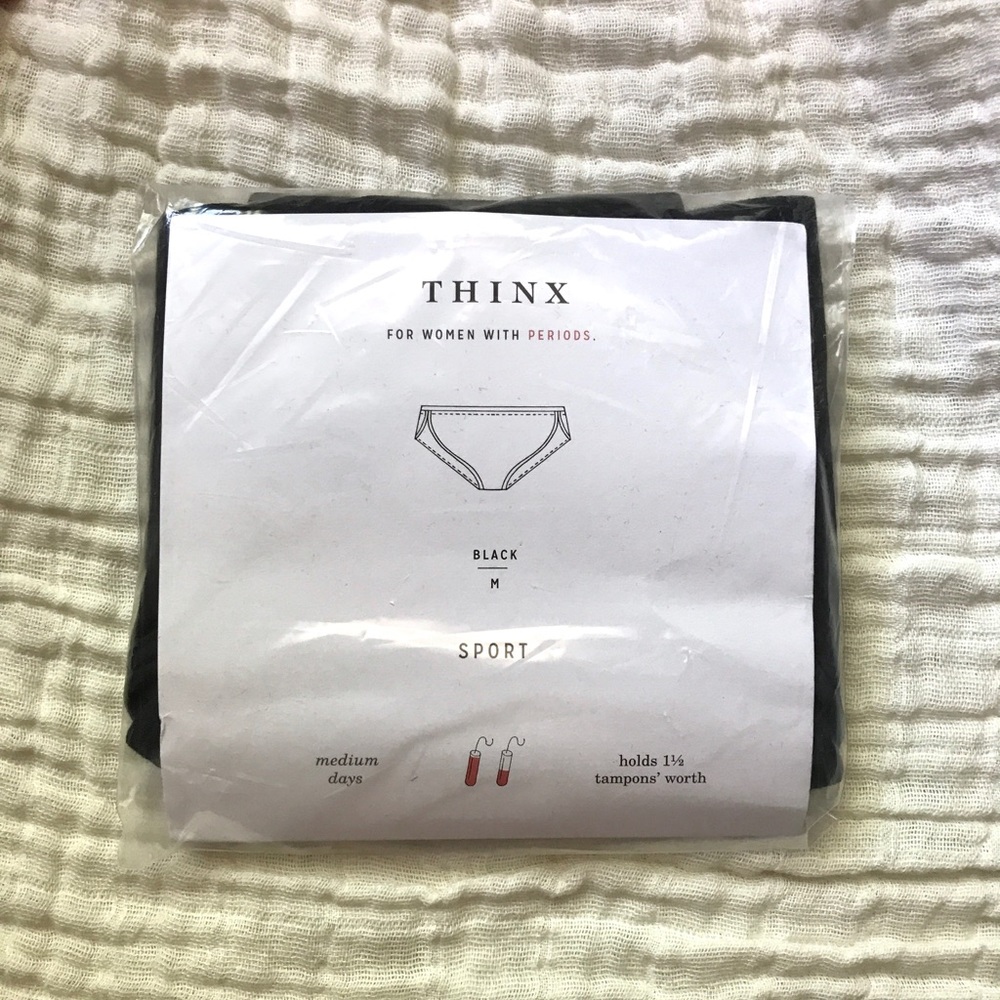 THINX
FOR WOMEN WITH PERIODS.
BLACK
M
SPORT
medium
days
holds 1½
tampons’ worth